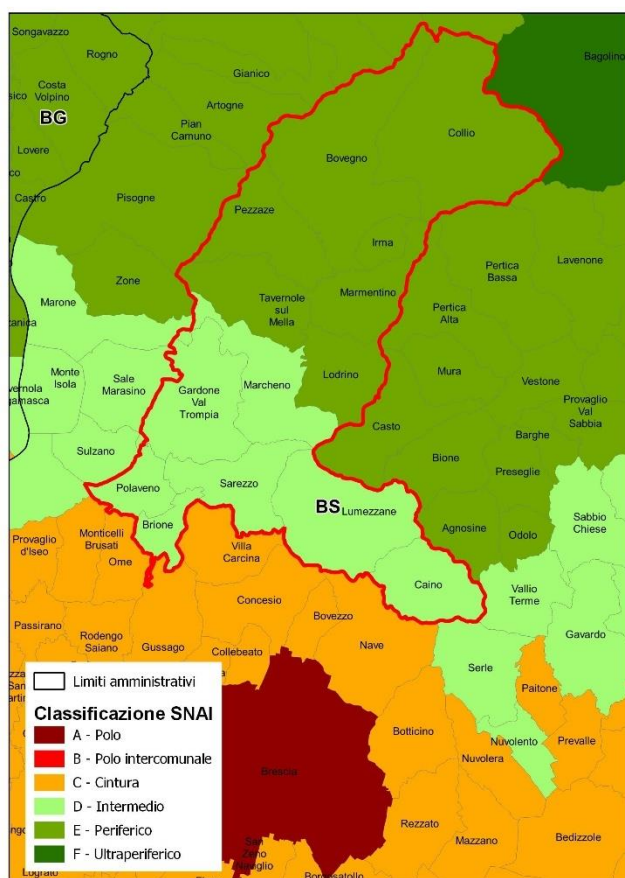 Songavazzo
Rogno
Bagolino
Gianico
Costa
Volpino
Artogne
BG
Pian
Camuno
Collio
Bovegno
Lovere
Castro
Pisogne
Pezzaze
Irma
Lavenone
Pertica
Bassa
Zone
Marone
Tavernole
sul
Mella
Marmentino
Pertica
Alta
Monte
Isola
Sale
Marasino
Gardone
Val
Trompia
Marcheno
Lodrino
Mura
Vestone
Provaglio
Val
Sabbia
Casto
Barghe
Sulzano
Bione
Preseglie
Polaveno
Sarezzo
BS
Lumezzane
Sabbio
Chiese
Brione
Agnosine
Odolo
Provaglio
d'Iseo
Monticelli
Brusati
Ome
Villa
Carcina
Caino
Vallio
Terme
Concesio
Passirano
Bovezzo
Rodengo
Saiano
Gussago
Collebeato
Nave
Gavardo
Serle
Paitone
Limiti amministrativi
Classificazione SNAI
A - Polo
B - Polo intercomunale
C - Cintura
D - Intermedio
E - Periferico
F - Ultraperiferico
Botticino
Nuvolento
Nuvolera
Prevalle
Brescia
Rezzato
Mazzano
Bedizzole
San
Zeno
Naviglio